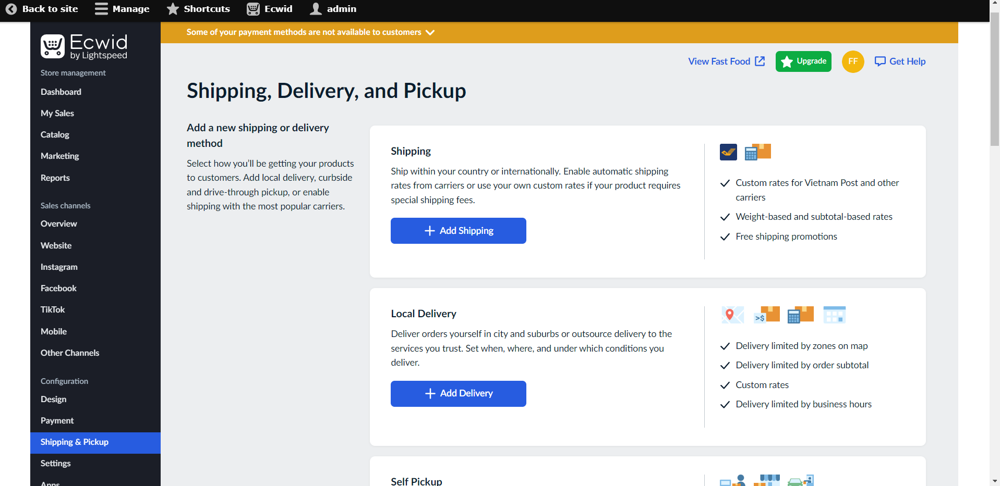 Back to site
Manage
Shortcuts
Ecwid
admin
Ecwid
by Lightspeed
Store management
Dashboard
My Sales
Catalog
Marketing
Reports
Sales channels
Overview
Website
Instagram
Facebook
TikTok
Mobile
Other Channels
Configuration
Design
Payment
Shipping & Pickup
Settings
Apps
Some of your payment methods are not available to customers
View Fast Food
Upgrade
FF
Get Help
Shipping, Delivery, and Pickup
Add a new shipping or delivery
method
Select how you'll be getting your products
to customers. Add local delivery, curbside
and drive-through pickup, or enable
shipping with the most popular carriers.
Shipping
Ship within your country or internationally. Enable automatic shipping
rates from carriers or use your own custom rates if your product requires
special shipping fees.
Add Shipping
Custom rates for Vietnam Post and other
carriers
Weight-based and subtotal-based rates
Free shipping promotions
Local Delivery
Deliver orders yourself in city and suburbs or outsource delivery to the
services you trust. Set when, where, and under which conditions you
deliver.
Add Delivery
>$
Delivery limited by zones on map
Delivery limited by order subtotal
Custom rates
Delivery limited by business hours
Self Pickup